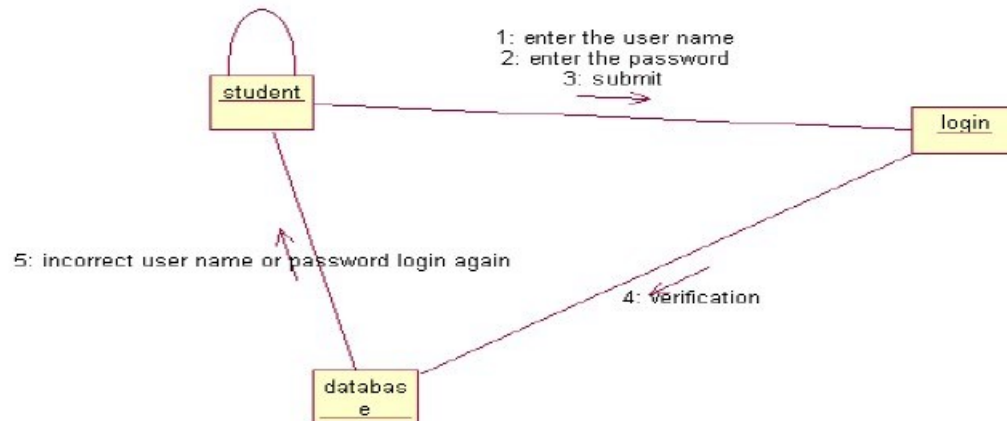 1: enter the user name
2: enter the password
3: submit
student
login
5: incorrect user name or password login again
4: verification
databas
e